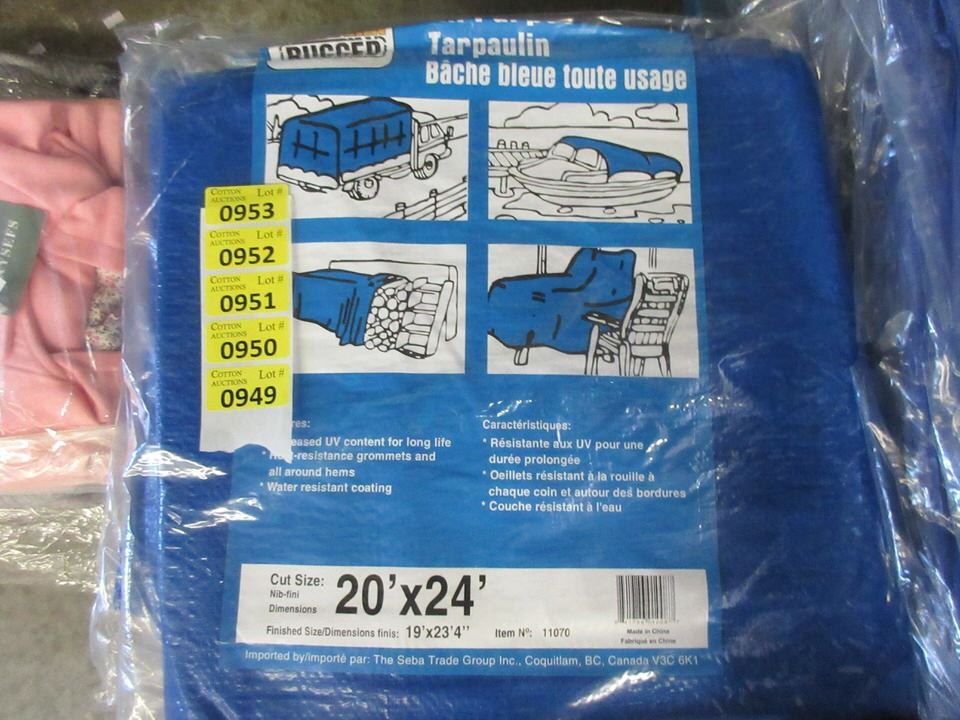 RUGGED
Tarpaulin
Bâche bleue toute usage
COTTON AUCTIONS Lot #
0953
COTTON AUCTIONS Lot #
0952
COTTON AUCTIONS Lot #
0951
COTTON AUCTIONS Lot #
0950
COTTON AUCTIONS Lot #
0949
eased UV content for long life
-resistance grommets and
all around hems
* Water resistant coating
Caractéristiques:
* Résistante aux UV pour une
durée prolongée
* Oeillets résistant à la rouille à
chaque coin et autour des bordures
* Couche résistant à l'eau
Cut Size:
Nib-fini
Dimensions
20'x24'
Finished Size/Dimensions finis: 19'x23'4"
Item Nº: 11070
Made in China
Fabriqué en Chine
Imported by/importé par: The Seba Trade Group Inc., Coquitlam, BC, Canada V3C 6K1